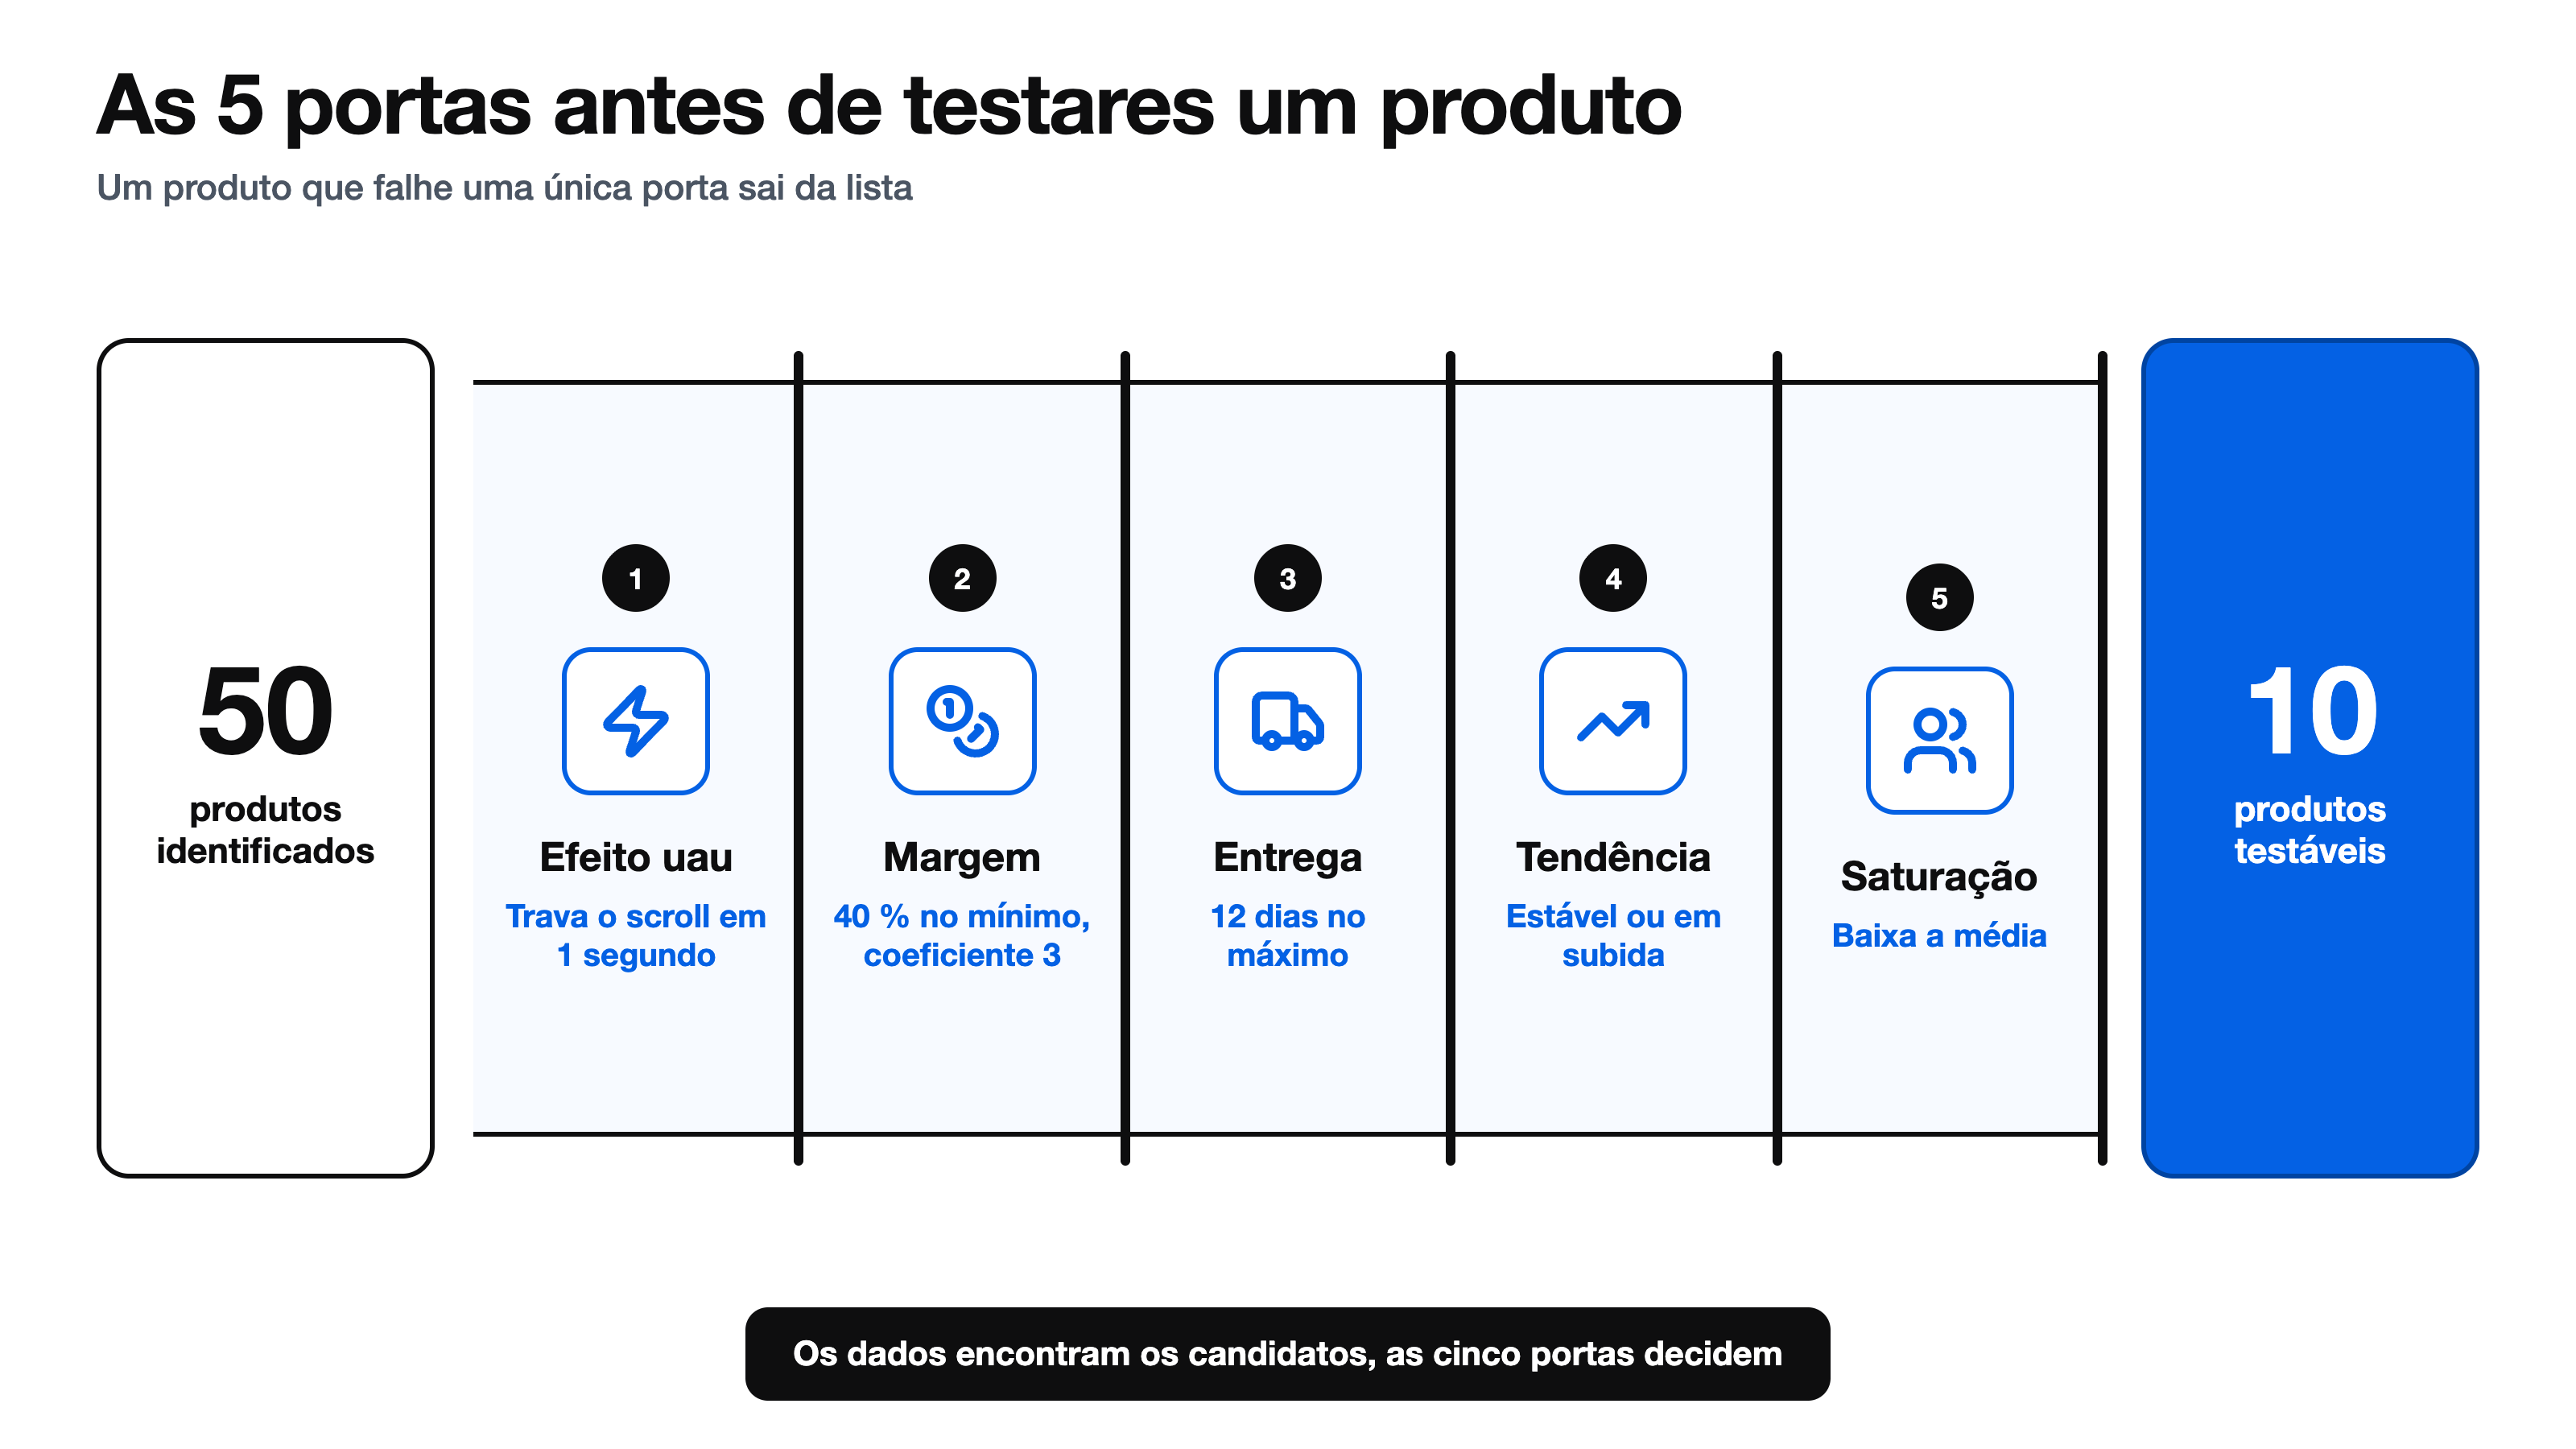 As 5 portas antes de testares um produto
Um produto que falhe uma única porta sai da lista
50
produtos
identificados
1
Efeito uau
Trava o scroll em
1 segundo
2
Margem
40 % no mínimo,
coeficiente 3
3
Entrega
12 dias no
máximo
4
Tendência
Estável ou em
subida
5
Saturação
Baixa a média
10
produtos
testáveis
Os dados encontram os candidatos, as cinco portas decidem